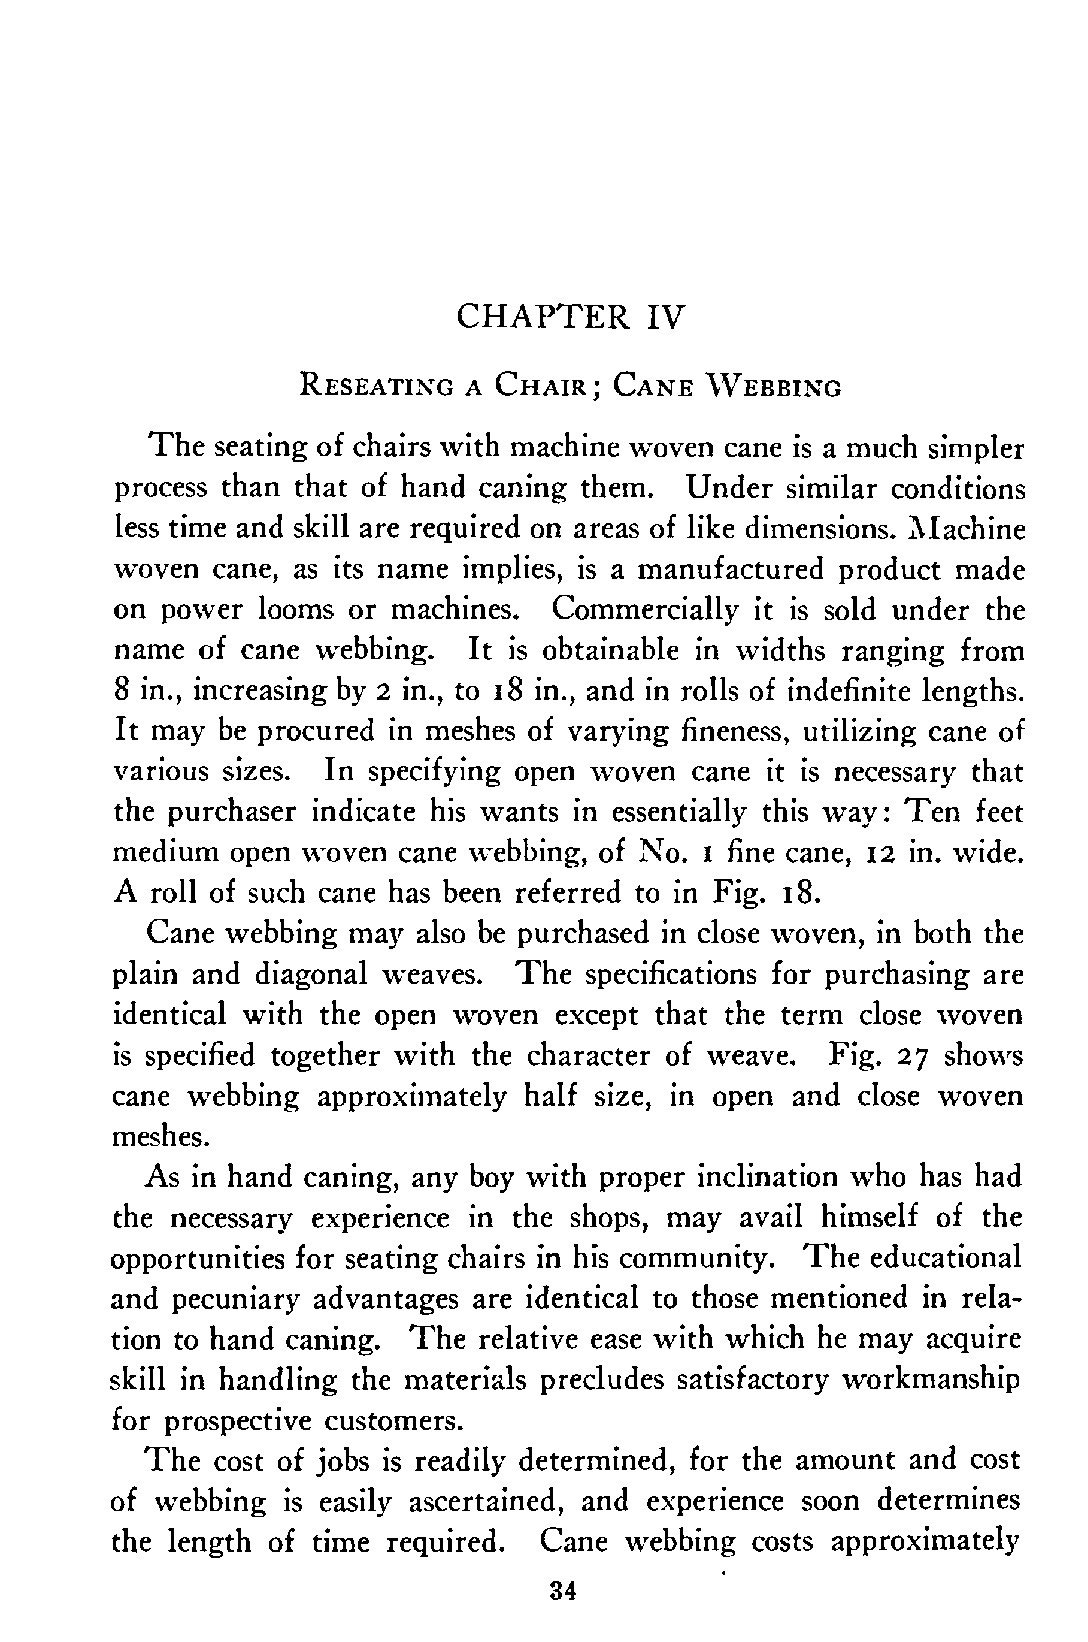 CHAPTER IV
Reseating a Chair; Cane Webbing
The seating of chairs with machine woven cane is a much simpler
process than that of hand caning them. Under similar conditions
less time and skill are required on areas of like dimensions. Machine
woven cane, as its name implies, is a manufactured product made
on power looms or machines. Commercially it is sold under the
name of cane webbing. It is obtainable in widths ranging from
8 in., increasing by 2 in., to 18 in., and in rolls of indefinite lengths.
It may be procured in meshes of varying fineness, utilizing cane of
various sizes. In specifying open woven cane it is necessary that
the purchaser indicate his wants in essentially this way: Ten feet
medium open woven cane webbing, of No. 1 fine cane, 12 in. wide.
A roll of such cane has been referred to in Fig. 18.
Cane webbing may also be purchased in close woven, in both the
plain and diagonal weaves. The specifications for purchasing are
identical with the open woven except that the term close woven
is specified together with the character of weave. Fig. 27 shows
cane webbing approximately half size, in open and close woven
meshes.
As in hand caning, any boy with proper inclination who has had
the necessary experience in the shops, may avail himself of the
opportunities for seating chairs in his community. The educational
and pecuniary advantages are identical to those mentioned in rela-
tion to hand caning. The relative ease with which he may acquire
skill in handling the materials precludes satisfactory workmanship
for prospective customers.
The cost of jobs is readily determined, for the amount and cost
of webbing is easily ascertained, and experience soon determines
the length of time required. Cane webbing costs approximately
34